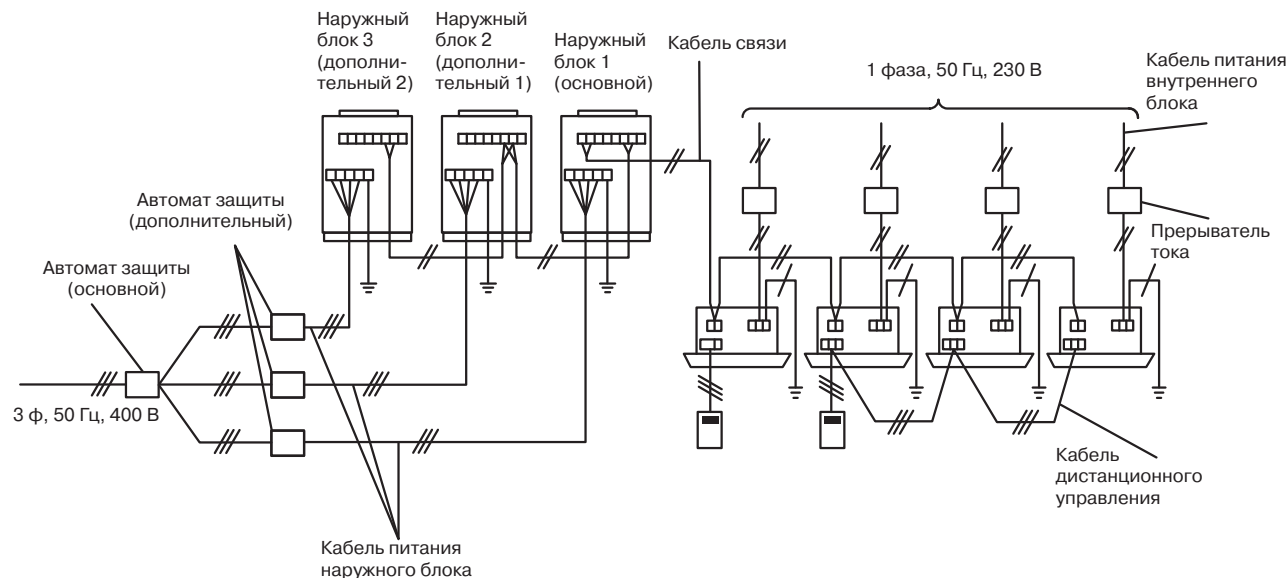 Наружный
блок 3
(дополни-
тельный 2)
Наружный
блок 2
(дополни-
тельный 1)
Наружный
блок 1
(основной)
Кабель связи
1 фаза, 50 Гц, 230 В
Кабель питания
внутреннего
блока
Автомат защиты
(дополнительный)
Прерыватель
тока
Автомат защиты
(основной)
3 ф, 50 Гц, 400 В
Кабель
дистанционного
управления
Кабель питания
наружного блока